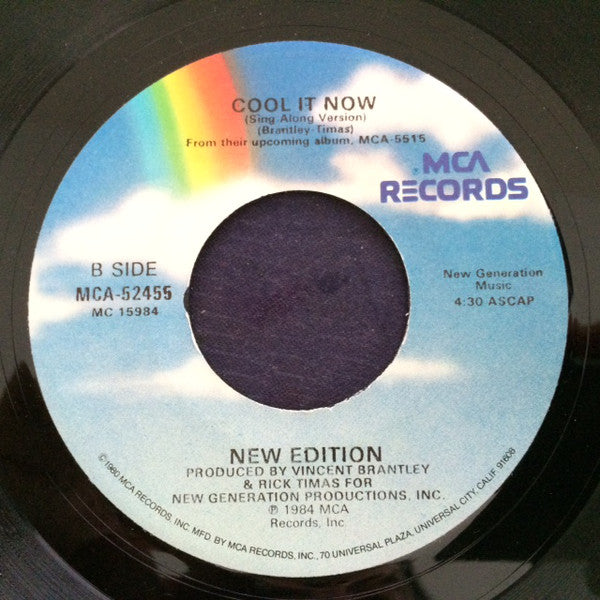 COOL IT NOW
(Sing Along Version)
(Brantley-Timas)
From their upcoming album, MCA-5515
MCA
RECORDS
B SIDE
MCA-52455
MC 15984
New Generation
Music
4:30 ASCAP
NEW EDITION
PRODUCED BY VINCENT BRANTLEY
& RICK TIMAS FOR
NEW GENERATION PRODUCTIONS, INC.
℗ 1984 MCA
Records, Inc
©1980 MCA RECORDS, INC. MFD. BY MCA RECORDS, INC., 70 UNIVERSAL PLAZA, UNIVERSAL CITY, CALIF. 91608